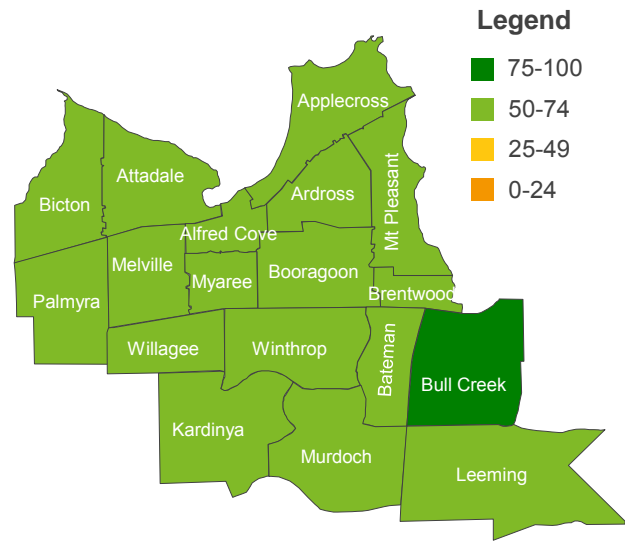 Legend
75-100
50-74
25-49
0-24
Applecross
Attadale
Ardross
Bicton
Mt Pleasant
Alfred Cove
Melville
Myaree
Booragoon
Brentwood
Palmyra
Willagee
Winthrop
Bateman
Bull Creek
Kardinya
Murdoch
Leeming